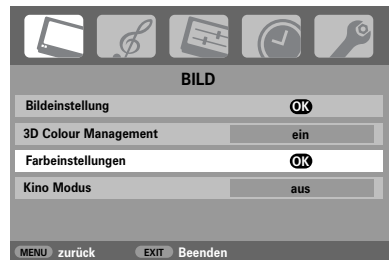 BILD
Bildeinstellung OK
3D Colour Management ein
Farbeinstellungen OK
Kino Modus aus
MENU zurück EXIT Beenden